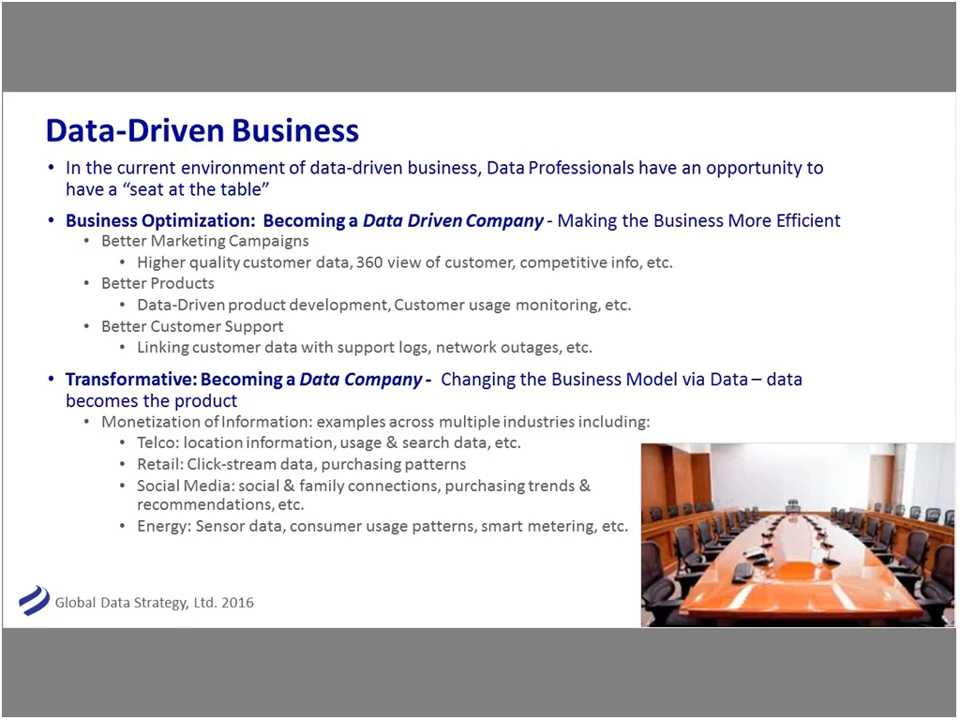 Data-Driven Business
• In the current environment of data-driven business, Data Professionals have an opportunity to
have a “seat at the table”
• Business Optimization: Becoming a Data Driven Company - Making the Business More Efficient
• Better Marketing Campaigns
• Higher quality customer data, 360 view of customer, competitive info, etc.
• Better Products
• Data-Driven product development, Customer usage monitoring, etc.
• Better Customer Support
• Linking customer data with support logs, network outages, etc.
• Transformative: Becoming a Data Company - Changing the Business Model via Data – data
becomes the product
• Monetization of Information: examples across multiple industries including:
• Telco: location information, usage & search data, etc.
• Retail: Click-stream data, purchasing patterns
• Social Media: social & family connections, purchasing trends &
recommendations, etc.
• Energy: Sensor data, consumer usage patterns, smart metering, etc.
Global Data Strategy, Ltd. 2016